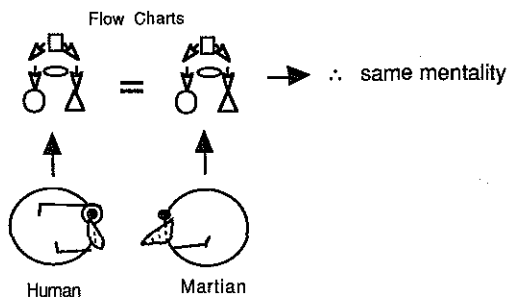 Flow Charts
= ∴ same mentality
Human Martian